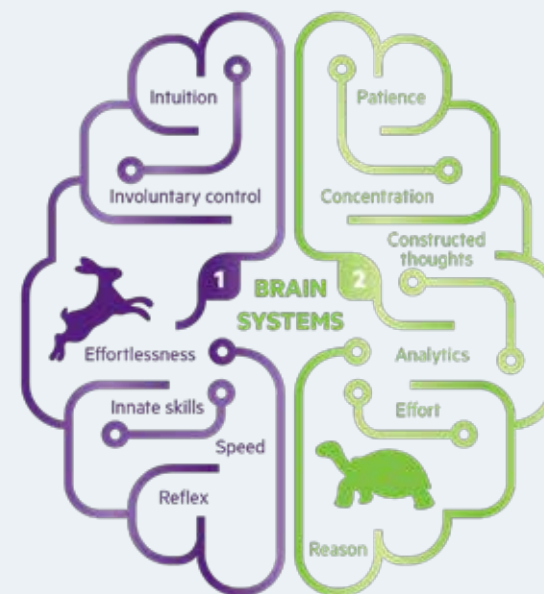 Intuition
Involuntary control
1
Effortlessness
Innate skills
Speed
Reflex
BRAIN
SYSTEMS
2
Patience
Concentration
Constructed
thoughts
Analytics
Effort
Reason